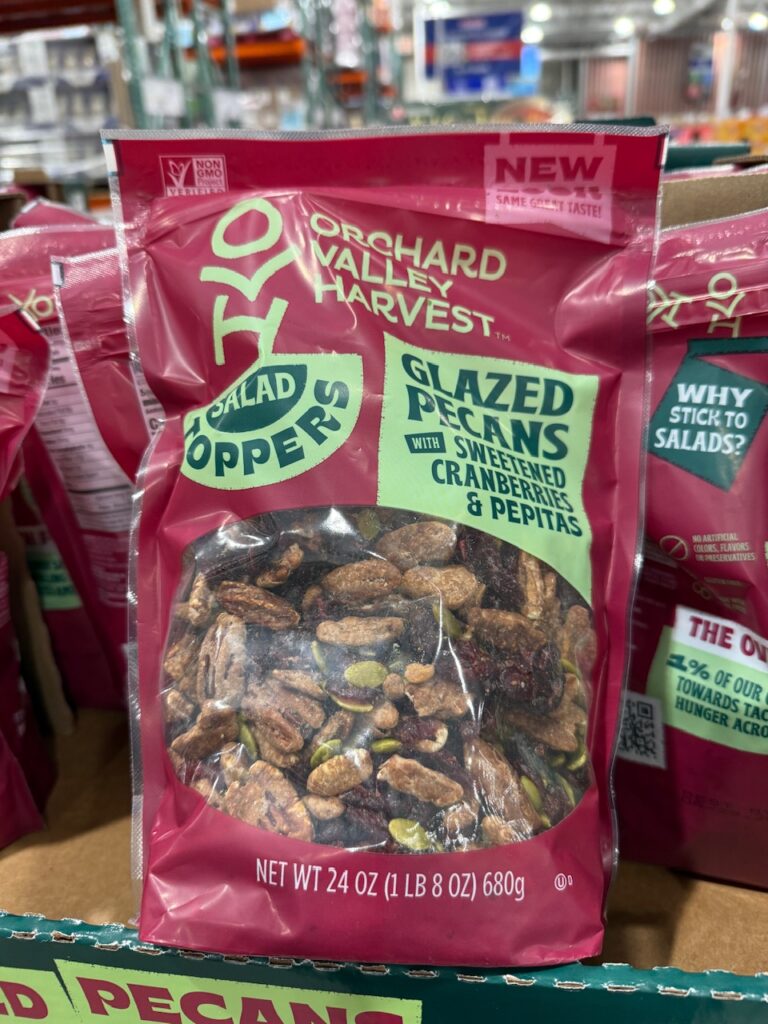 NON
GMO
Project
VERIFIED
NEW
LOOK
SAME GREAT TASTE!
ORCHARD
VALLEY
HARVEST™
SALAD
TOPPERS
GLAZED
PECANS
WITH SWEETENED
CRANBERRIES
& PEPITAS
NET WT 24 OZ (1 LB 8 OZ) 680g
U D
WHY
STICK TO
SALADS?
NO ARTIFICIAL
COLORS, FLAVORS
OR PRESERVATIVES
THE OV
1% OF OUR
TOWARDS TAC
HUNGER ACRO
ED PECANS